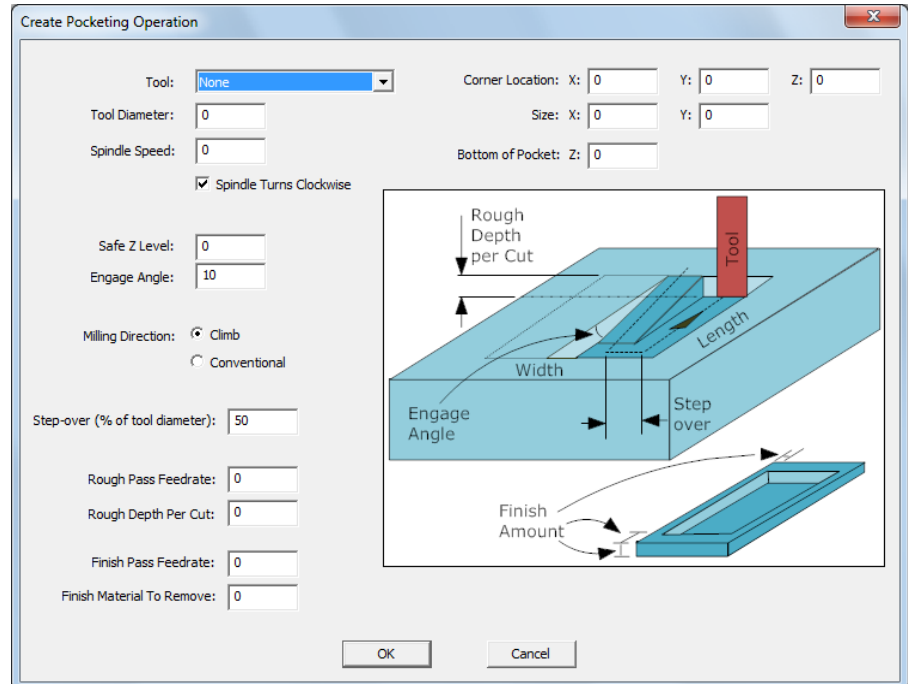 Create Pocketing Operation
Tool: None
Tool Diameter: 0
Spindle Speed: 0
Spindle Turns Clockwise
Safe Z Level: 0
Engage Angle: 10
Milling Direction: Climb
Conventional
Step-over (% of tool diameter): 50
Rough Pass Feedrate: 0
Rough Depth Per Cut: 0
Finish Pass Feedrate: 0
Finish Material To Remove: 0
Corner Location: X: 0 Y: 0 Z: 0
Size: X: 0 Y: 0
Bottom of Pocket: Z: 0
Rough
Depth
per Cut
Tool
Length
Width
Engage
Angle
Step
over
Finish
Amount
OK Cancel